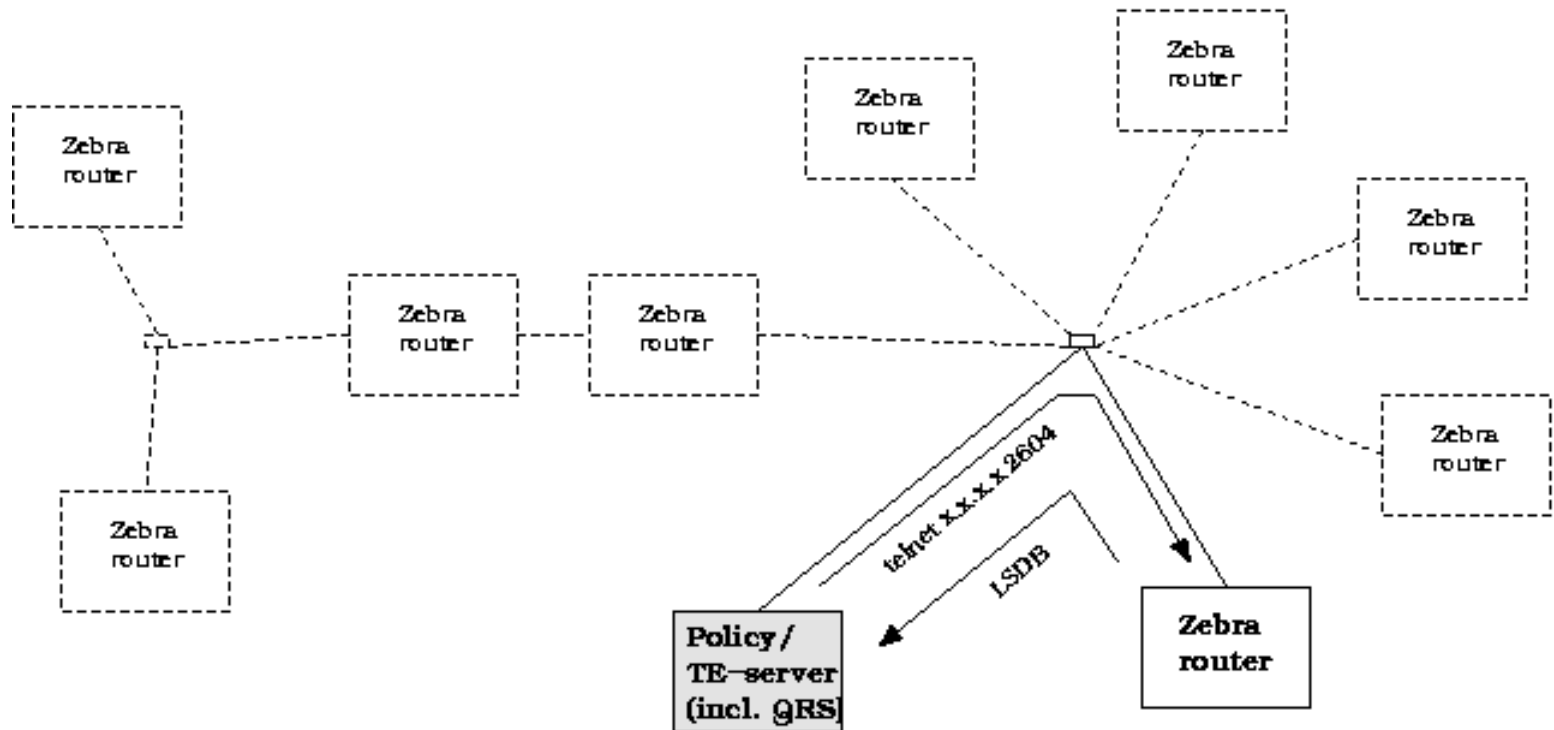 Zebra
router
Zebra
router
Zebra
router
Zebra
router
Zebra
router
Zebra
router
Zebra
router
Zebra
router
Zebra
router
telnet x.x.x.x 2604
LSDB
Policy/
TE-server
(incl. QRS)
Zebra
router